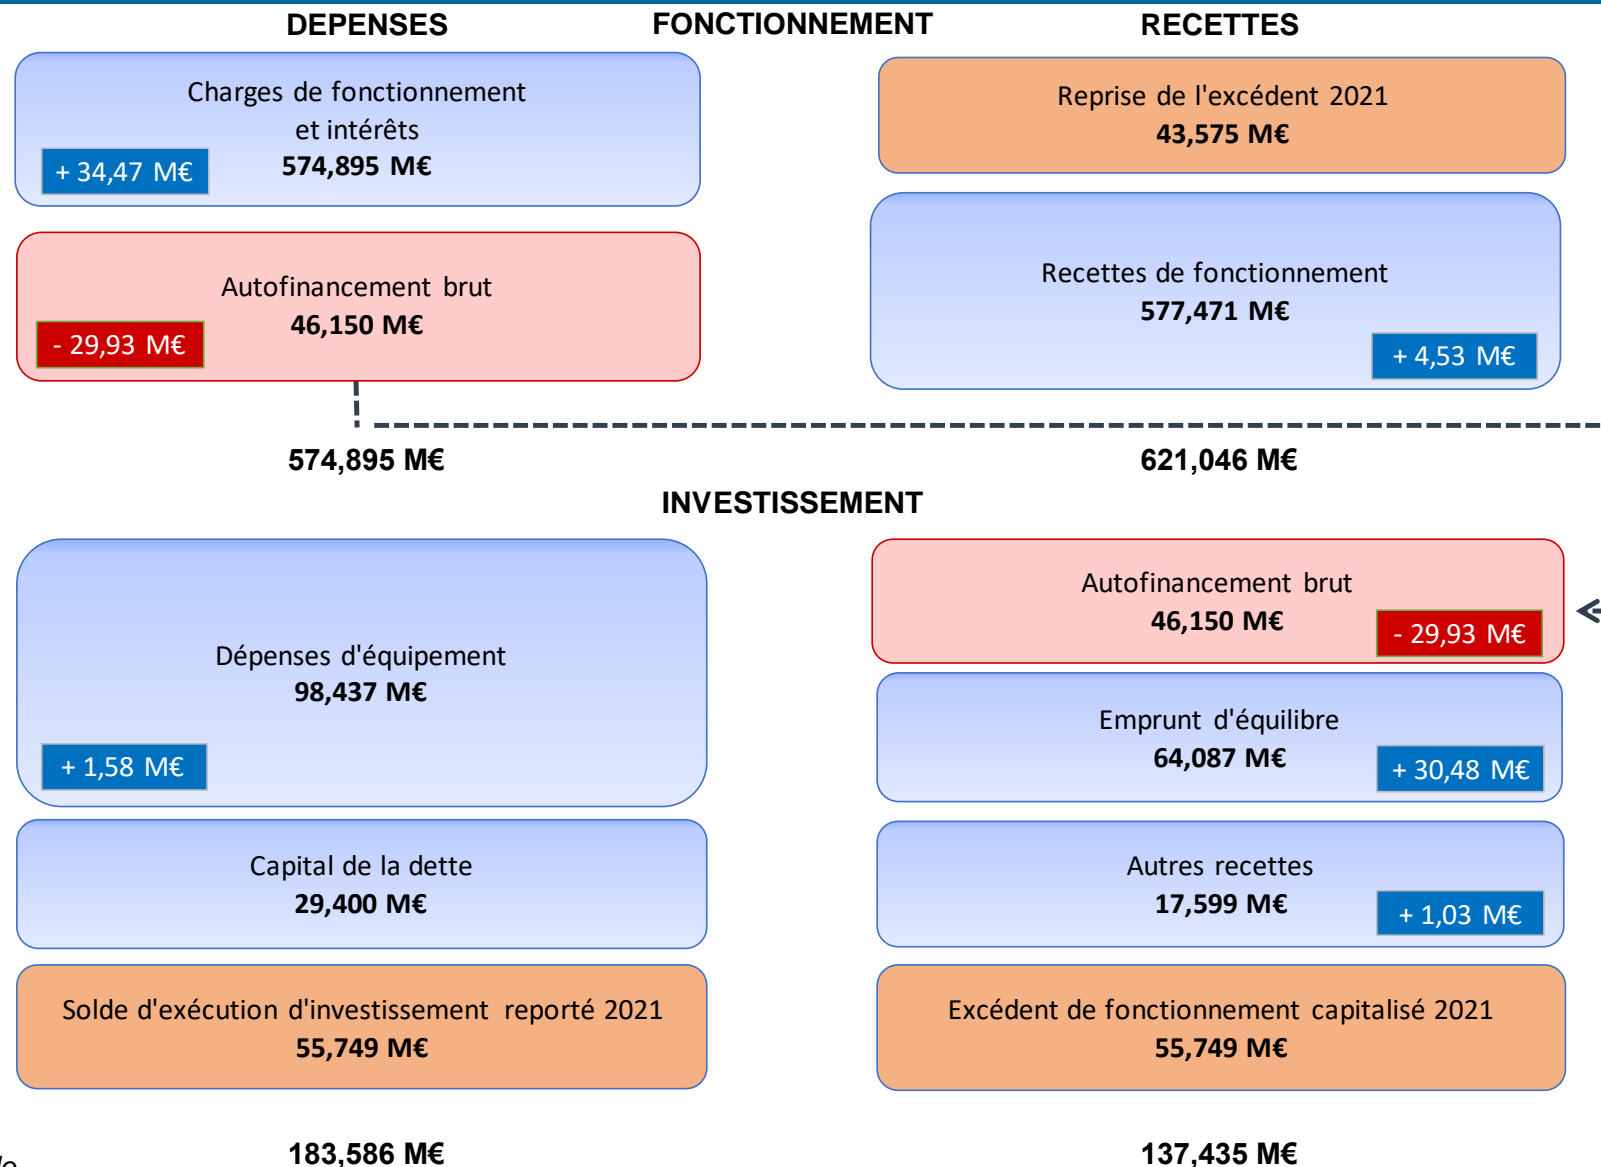 DEPENSES FONCTIONNEMENT RECETTES
Charges de fonctionnement
et intérêts
574,895 M€
+ 34,47 M€
Reprise de l'excédent 2021
43,575 M€
Autofinancement brut
46,150 M€
- 29,93 M€
Recettes de fonctionnement
577,471 M€
+ 4,53 M€
574,895 M€ 621,046 M€
INVESTISSEMENT
Dépenses d'équipement
98,437 M€
+ 1,58 M€
Autofinancement brut
46,150 M€
- 29,93 M€
Emprunt d'équilibre
64,087 M€
+ 30,48 M€
Capital de la dette
29,400 M€
Autres recettes
17,599 M€
+ 1,03 M€
Solde d'exécution d'investissement reporté 2021
55,749 M€
Excédent de fonctionnement capitalisé 2021
55,749 M€
183,586 M€ 137,435 M€